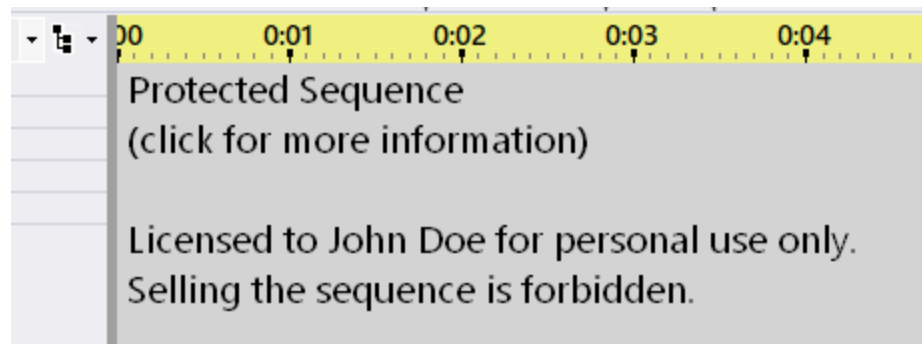 00 0:01 0:02 0:03 0:04
Protected Sequence
(click for more information)
Licensed to John Doe for personal use only.
Selling the sequence is forbidden.